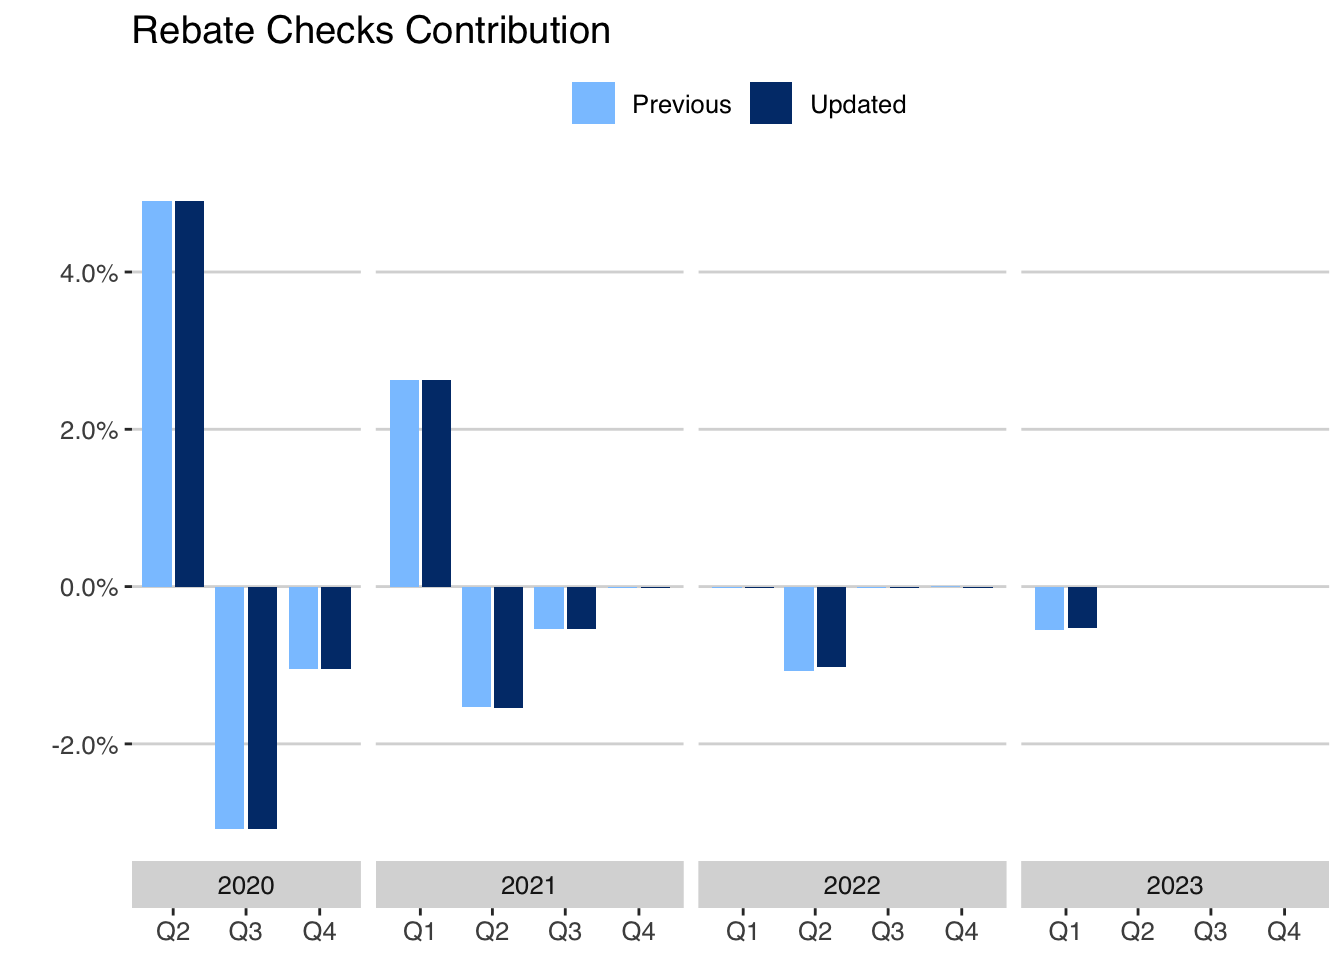 Rebate Checks Contribution
Previous Updated
4.0%
2.0%
0.0%
-2.0%
2020 2021 2022 2023
Q2 Q3 Q4 Q1 Q2 Q3 Q4 Q1 Q2 Q3 Q4 Q1 Q2 Q3 Q4